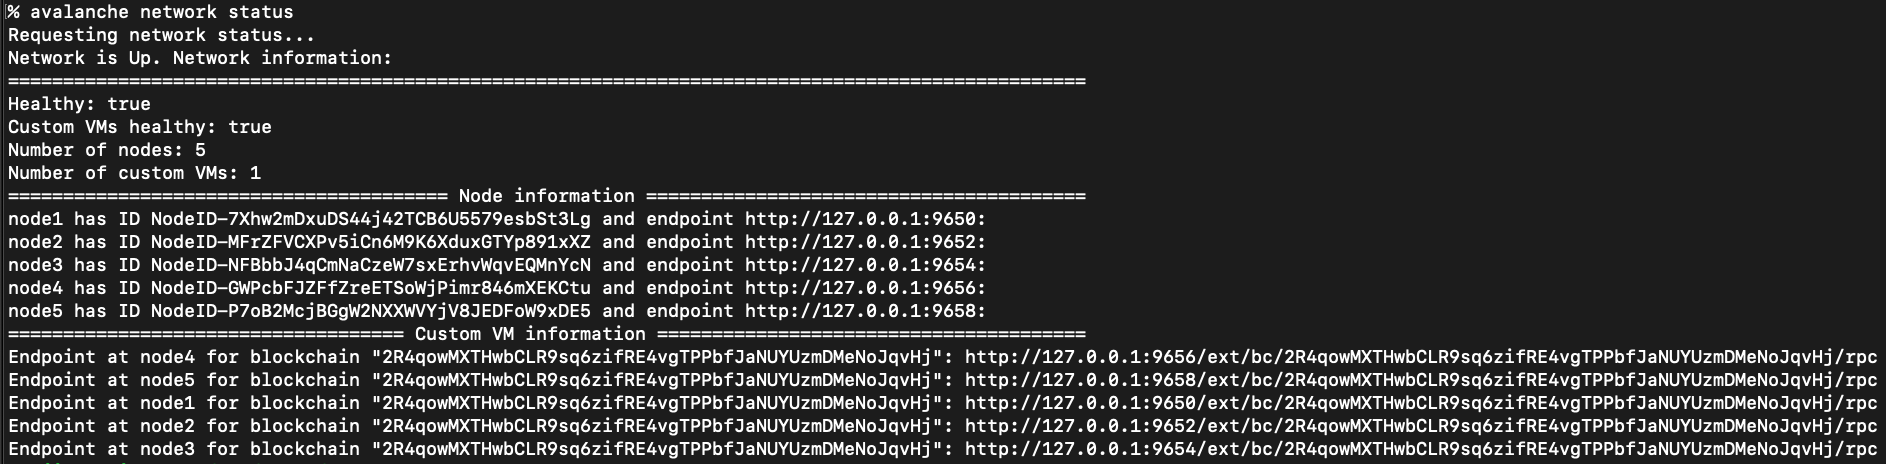 % avalanche network status
Requesting network status...
Network is Up. Network information:
==================================================================================================
Healthy: true
Custom VMs healthy: true
Number of nodes: 5
Number of custom VMs: 1
======================================== Node information ========================================
node1 has ID NodeID-7Xhw2mDxuDS44j42TCB6U5579esbSt3Lg and endpoint http://127.0.0.1:9650:
node2 has ID NodeID-MFrZFVCXPv5iCn6M9K6XduxGTYp891xXZ and endpoint http://127.0.0.1:9652:
node3 has ID NodeID-NFBbbJ4qCmNaCzeW7sxErhvWqvEQMnYcN and endpoint http://127.0.0.1:9654:
node4 has ID NodeID-GWPcbFJZFfZreETSoWjPimr846mXEKCtu and endpoint http://127.0.0.1:9656:
node5 has ID NodeID-P7oB2McjBGgW2NXXWVYjV8JEDFoW9xDE5 and endpoint http://127.0.0.1:9658:
==================================== Custom VM information =======================================
Endpoint at node4 for blockchain "2R4qowMXTHwbCLR9sq6zifRE4vgTPPbfJaNUYUzmDMeNoJqvHj": http://127.0.0.1:9656/ext/bc/2R4qowMXTHwbCLR9sq6zifRE4vgTPPbfJaNUYUzmDMeNoJqvHj/rpc
Endpoint at node5 for blockchain "2R4qowMXTHwbCLR9sq6zifRE4vgTPPbfJaNUYUzmDMeNoJqvHj": http://127.0.0.1:9658/ext/bc/2R4qowMXTHwbCLR9sq6zifRE4vgTPPbfJaNUYUzmDMeNoJqvHj/rpc
Endpoint at node1 for blockchain "2R4qowMXTHwbCLR9sq6zifRE4vgTPPbfJaNUYUzmDMeNoJqvHj": http://127.0.0.1:9650/ext/bc/2R4qowMXTHwbCLR9sq6zifRE4vgTPPbfJaNUYUzmDMeNoJqvHj/rpc
Endpoint at node2 for blockchain "2R4qowMXTHwbCLR9sq6zifRE4vgTPPbfJaNUYUzmDMeNoJqvHj": http://127.0.0.1:9652/ext/bc/2R4qowMXTHwbCLR9sq6zifRE4vgTPPbfJaNUYUzmDMeNoJqvHj/rpc
Endpoint at node3 for blockchain "2R4qowMXTHwbCLR9sq6zifRE4vgTPPbfJaNUYUzmDMeNoJqvHj": http://127.0.0.1:9654/ext/bc/2R4qowMXTHwbCLR9sq6zifRE4vgTPPbfJaNUYUzmDMeNoJqvHj/rpc